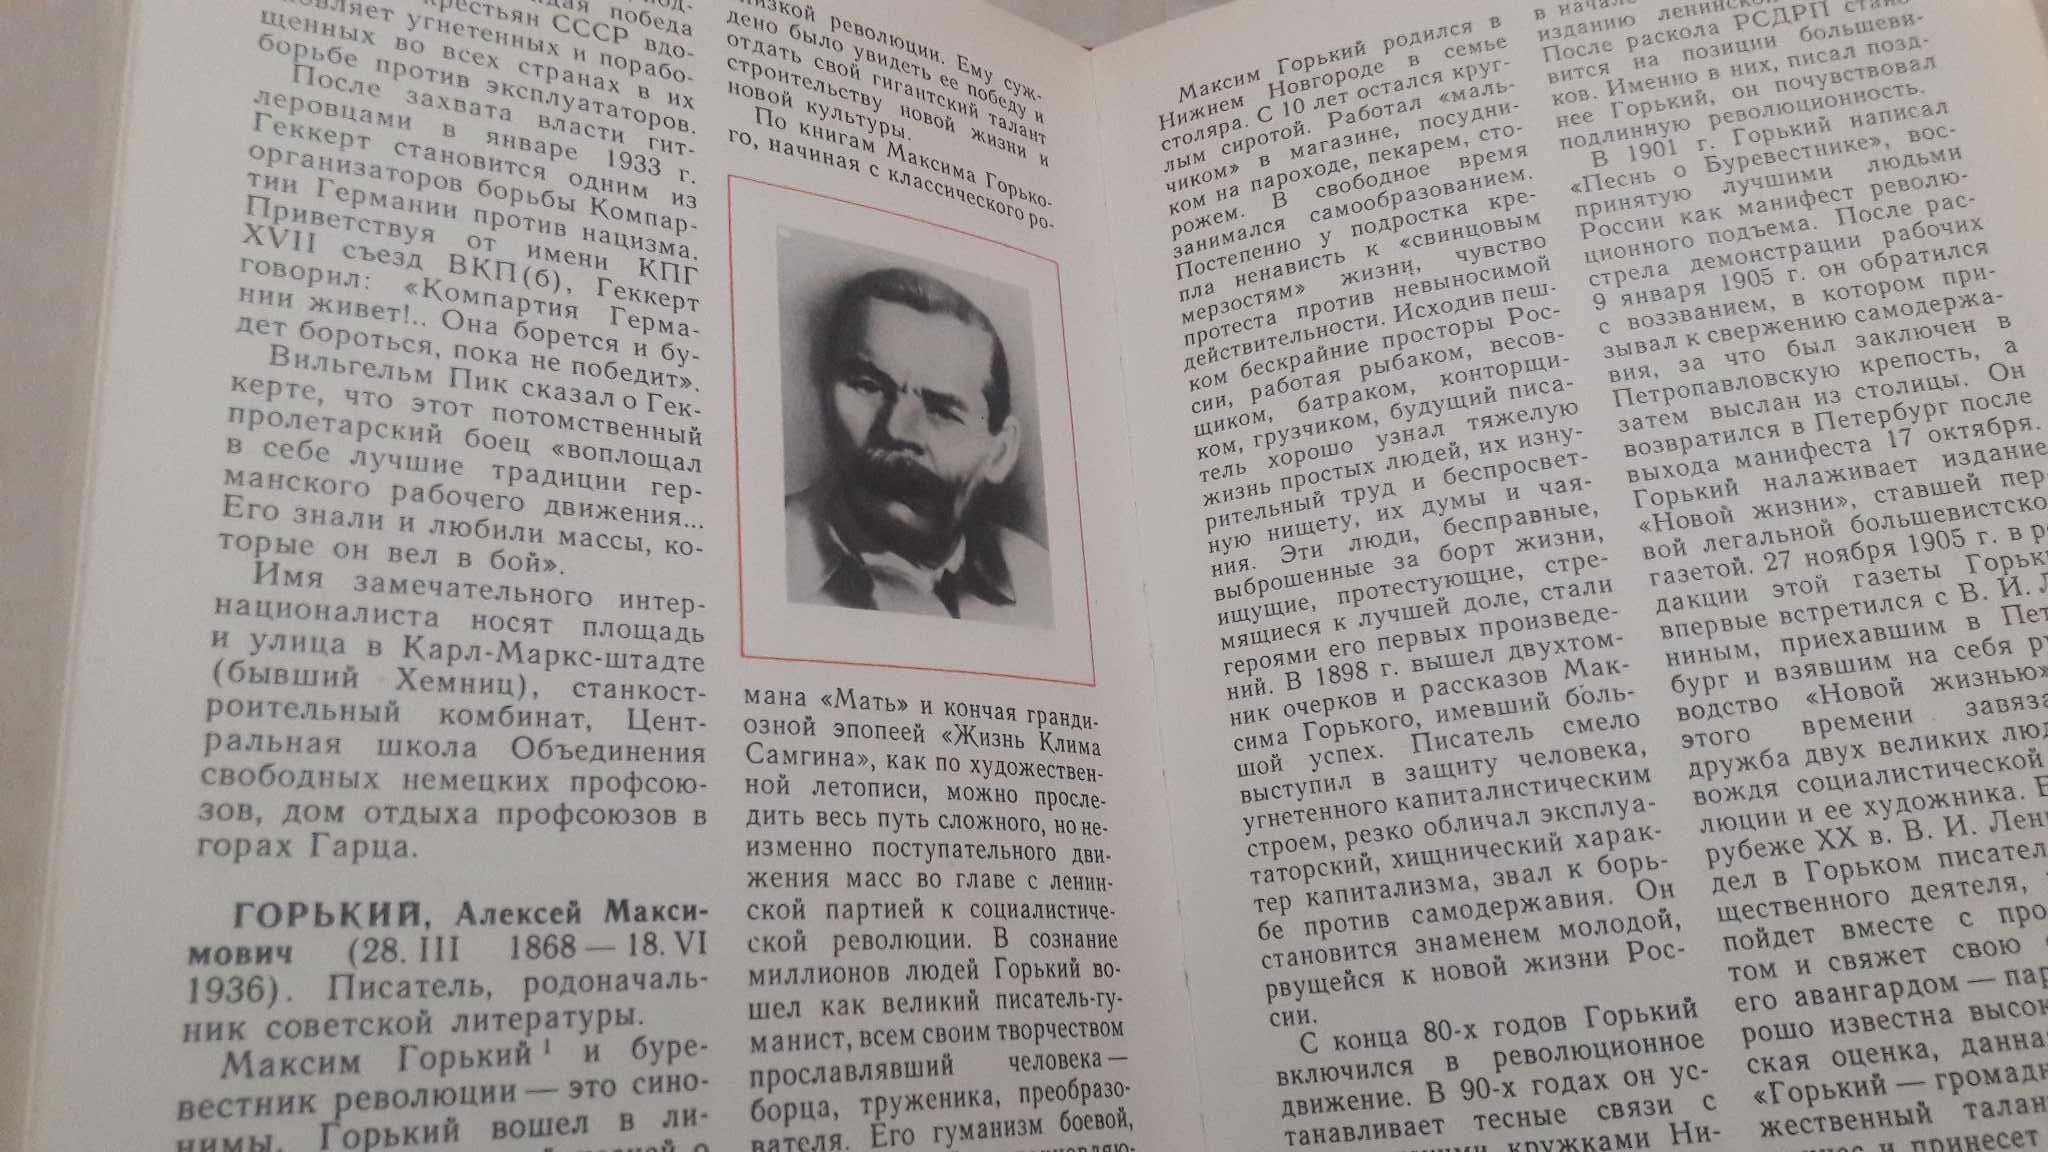 победа
крестьян СССР вдо-
угнетенных и порабо-
щенных во всех странах в их
борьбе против эксплуататоров.
После захвата власти гит-
леровцами в январе 1933 г.
Геккерт становится одним из
организаторов борьбы Компар-
тии Германии против нацизма.
Приветствуя от имени КПГ
XVII съезд ВКП(б), Геккерт
говорил: «Компартия Герма-
нии живет!.. Она борется и бу-
дет бороться, пока не победит».
Вильгельм Пик сказал о Гек-
керте, что этот потомственный
пролетарский боец «воплощал
в себе лучшие традиции гер-
манского рабочего движения...
Его знали и любили массы, ко-
торые он вел в бой».
Имя замечательного интер-
националиста носят площадь
и улица в Карл-Маркс-штадте
(бывший Хемниц), станкост-
роительный комбинат, Цент-
ральная школа Объединения
свободных немецких профсою-
зов, дом отдыха профсоюзов в
горах Гарца.
ГОРЬКИЙ, Алексей Макси-
мович (28. III 1868 — 18. VI
1936). Писатель, родоначаль-
ник советской литературы.
Максим Горький¹ и буре-
вестник революции — это сино-
нимы. Горький вошел в ли-
революции. Ему суж-
дено было увидеть ее победу и
отдать свой гигантский талант
строительству новой жизни и
новой культуры.
По книгам Максима Горько-
го, начиная с классического ро-
мана «Мать» и кончая гранди-
озной эпопеей «Жизнь Клима
Самгина», как по художествен-
ной летописи, можно просле-
дить весь путь сложного, но не-
изменно поступательного дви-
жения масс во главе с ленин-
ской партией к социалистиче-
ской революции. В сознание
миллионов людей Горький во-
шел как великий писатель-гу-
манист, всем своим творчеством
прославлявший человека —
борца, труженика, преобразо-
вателя. Его гуманизм боевой,
Максим Горький родился в
Нижнем Новгороде в семье
столяра. С 10 лет остался круг-
лым сиротой. Работал «маль-
чиком» в магазине, посудни-
ком на пароходе, пекарем, сто-
рожем. В свободное время
занимался самообразованием.
Постепенно у подростка кре-
пла ненависть к «свинцовым
мерзостям» жизни, чувство
протеста против невыносимой
действительности. Исходив пеш-
ком бескрайние просторы Рос-
сии, работая рыбаком, весов-
щиком, батраком, конторщи-
ком, грузчиком, будущий писа-
тель хорошо узнал тяжелую
жизнь простых людей, их изну-
рительный труд и беспросвет-
ную нищету, их думы и чая-
ния. Эти люди, бесправные,
выброшенные за борт жизни,
ищущие, протестующие, стре-
мящиеся к лучшей доле, стали
героями его первых произведе-
ний. В 1898 г. вышел двухтом-
ник очерков и рассказов Мак-
сима Горького, имевший боль-
шой успех. Писатель смело
выступил в защиту человека,
угнетенного капиталистическим
строем, резко обличал эксплуа-
таторский, хищнический харак-
тер капитализма, звал к борь-
бе против самодержавия. Он
становится знаменем молодой,
рвущейся к новой жизни Рос-
сии.
С конца 80-х годов Горький
включился в революционное
движение. В 90-х годах он ус-
танавливает тесные связи с
кружками Ни-
в начале
изданию
После раскола РСДРП стано-
вится на позиции большеви-
ков. Именно в них, писал позд-
нее Горький, он почувствовал
подлинную революционность.
В 1901 г. Горький написал
«Песнь о Буревестнике», вос-
принятую лучшими людьми
России как манифест револю-
ционного подъема. После рас-
стрела демонстрации рабочих
9 января 1905 г. он обратился
с воззванием, в котором при-
зывал к свержению самодержа-
вия, за что был заключен в
Петропавловскую крепость, а
затем выслан из столицы. Он
возвратился в Петербург после
выхода манифеста 17 октября.
Горький налаживает издание
«Новой жизни», ставшей пер-
вой легальной большевистской
газетой. 27 ноября 1905 г. в ре-
дакции этой газеты Горький
впервые встретился с В. И. Ле-
ниным, приехавшим в Петер-
бург и взявшим на себя руко-
водство «Новой жизнью»
этого времени завяза-
дружба двух великих люд-
вождя социалистической
люции и ее художника.
рубеже XX в. В. И. Лени-
дел в Горьком писател-
щественного деятеля,
пойдет вместе с про-
том и свяжет свою
его авангардом — пар-
рошо известна высок-
ская оценка, данная
«Горький — громадн-
жественный талант
и принесет